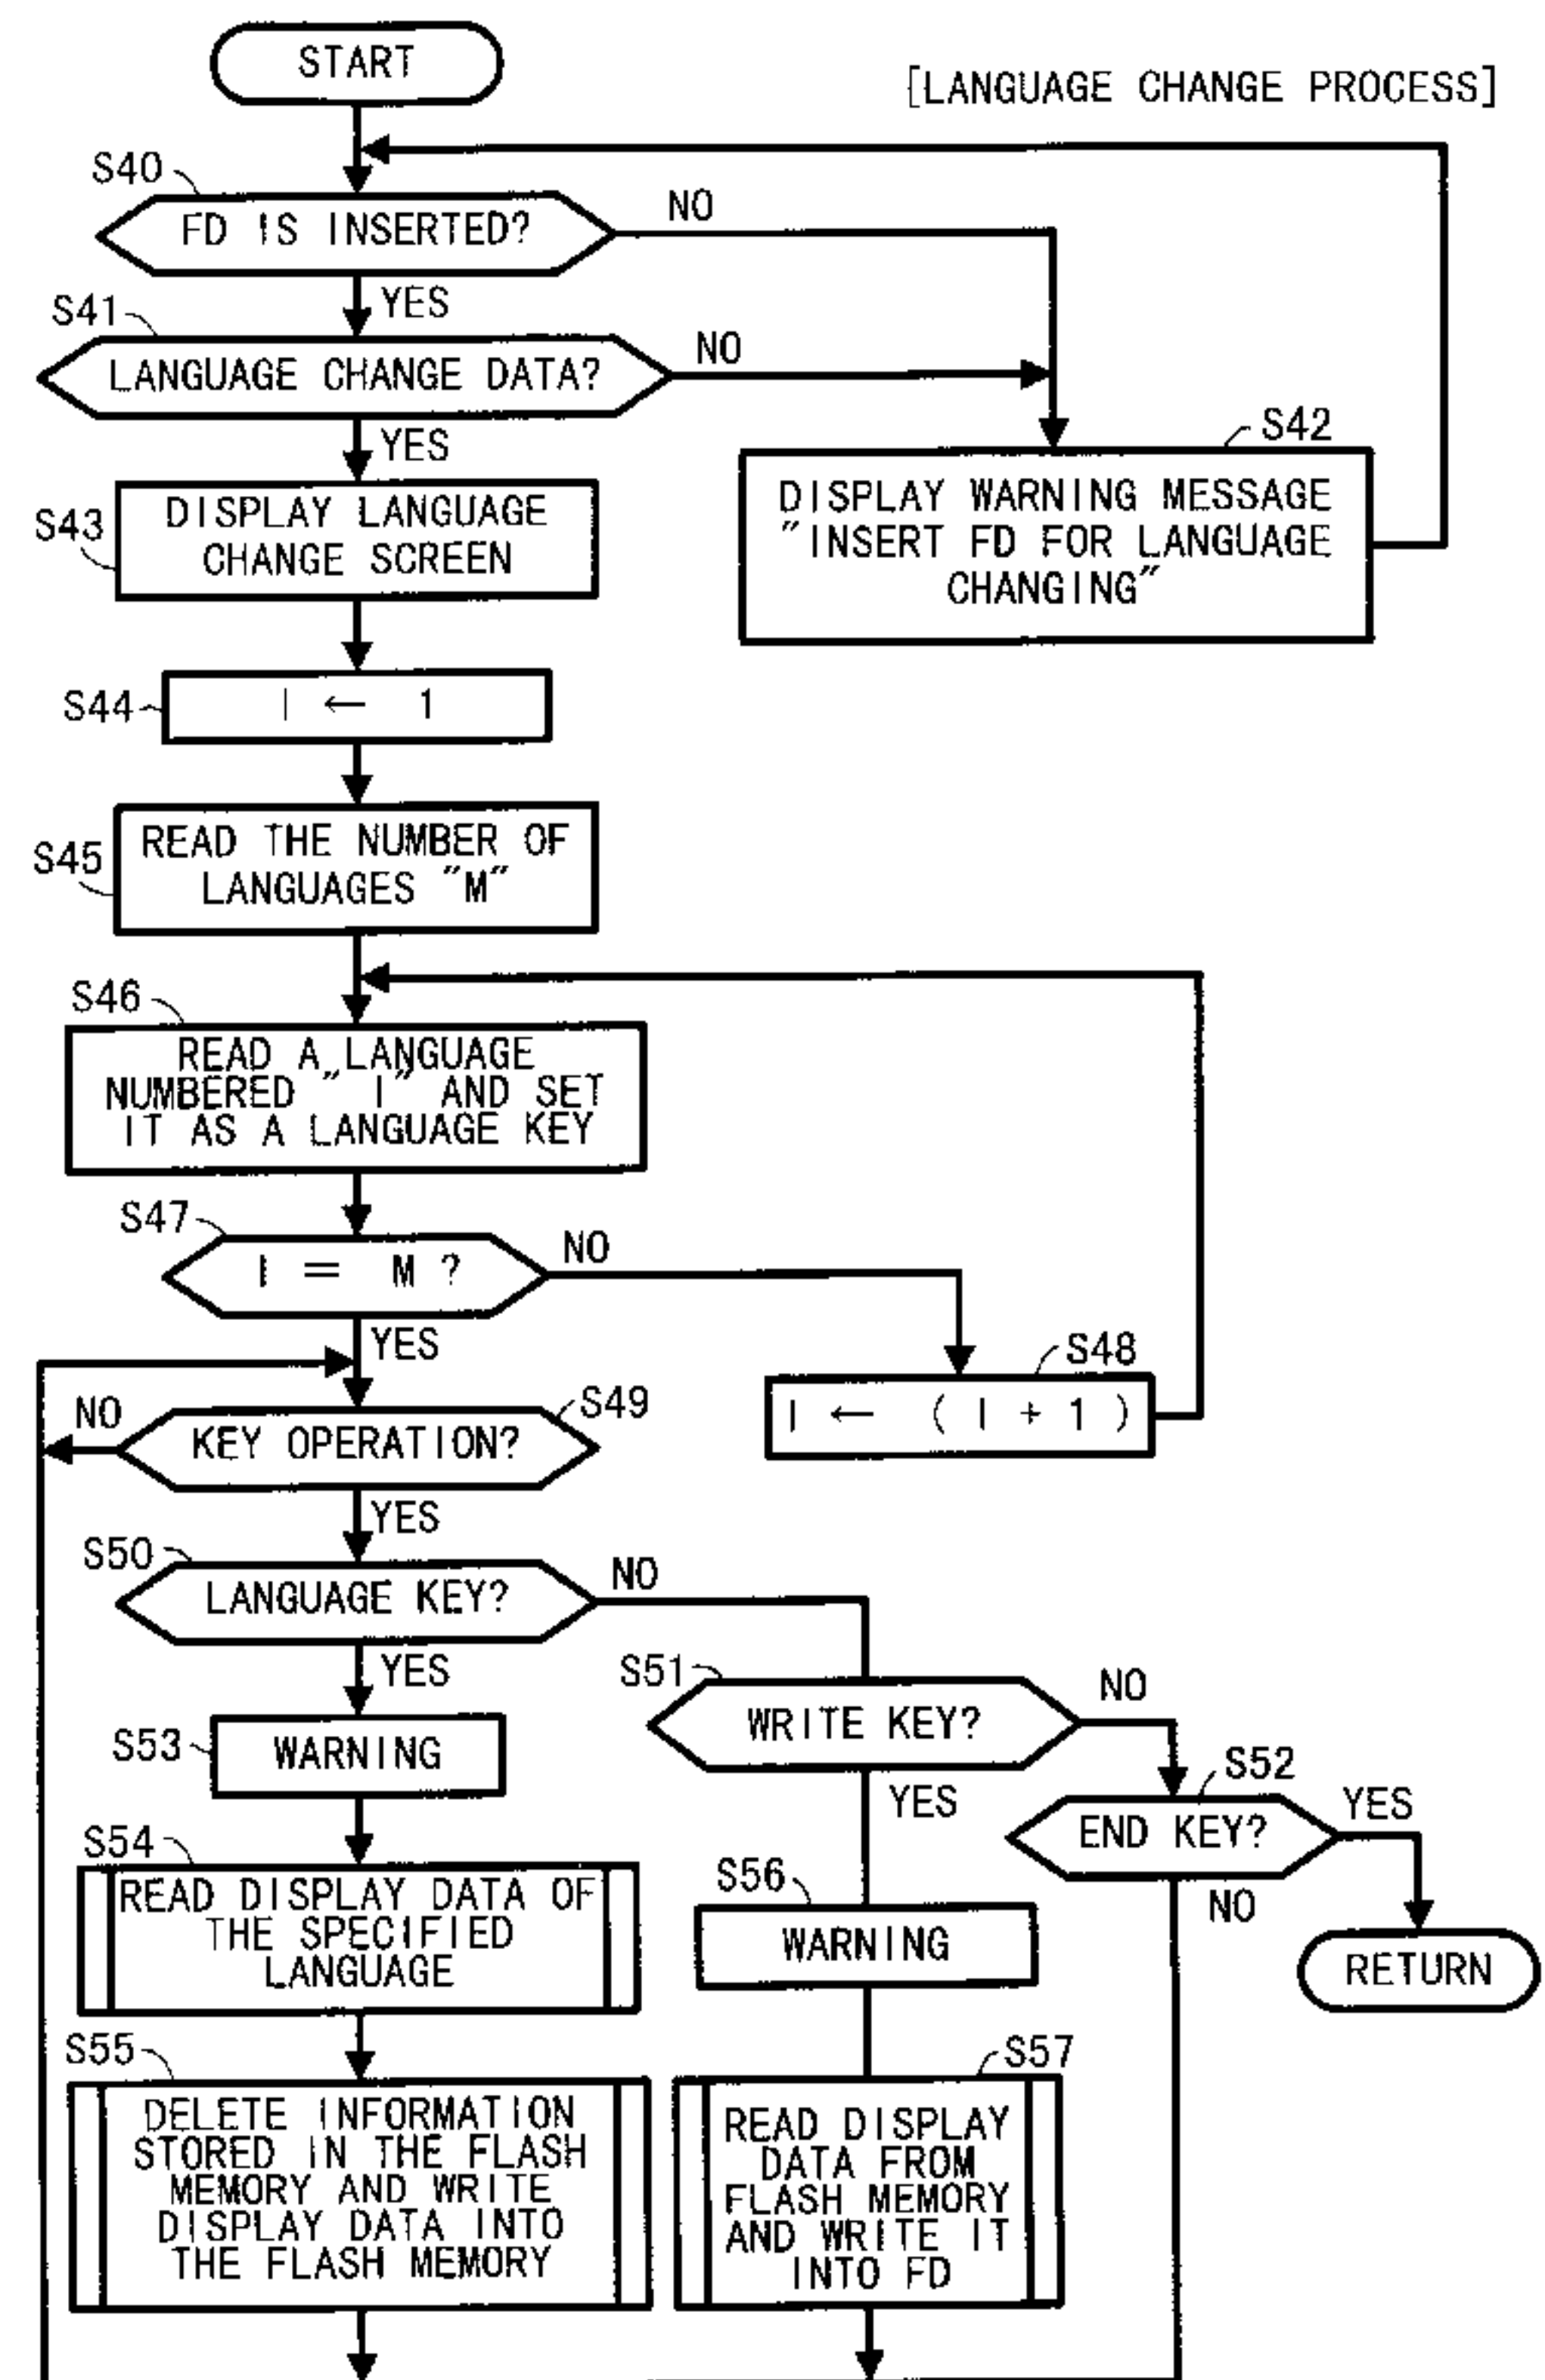 START
[LANGUAGE CHANGE PROCESS]
S40
FD IS INSERTED?
NO
YES
S41
LANGUAGE CHANGE DATA?
NO
YES
S42
DISPLAY WARNING MESSAGE
"INSERT FD FOR LANGUAGE
CHANGING"
S43
DISPLAY LANGUAGE
CHANGE SCREEN
S44
I ← 1
S45
READ THE NUMBER OF
LANGUAGES "M"
S46
READ A LANGUAGE
NUMBERED "I" AND SET
IT AS A LANGUAGE KEY
S47
I = M ?
NO
YES
S48
I ← ( I + 1 )
S49
KEY OPERATION?
NO
YES
S50
LANGUAGE KEY?
NO
YES
S51
WRITE KEY?
NO
YES
S52
END KEY?
YES
NO
RETURN
S53
WARNING
S54
READ DISPLAY DATA OF
THE SPECIFIED
LANGUAGE
S55
DELETE INFORMATION
STORED IN THE FLASH
MEMORY AND WRITE
DISPLAY DATA INTO
THE FLASH MEMORY
S56
WARNING
S57
READ DISPLAY
DATA FROM
FLASH MEMORY
AND WRITE IT
INTO FD